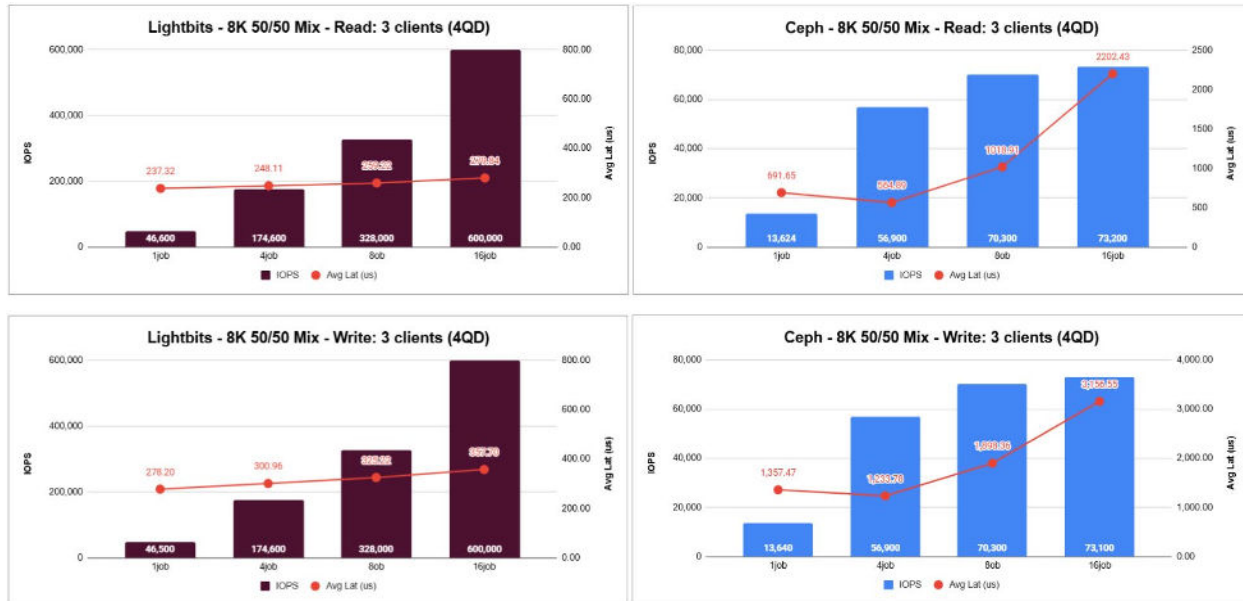 Lightbits - 8K 50/50 Mix - Read: 3 clients (4QD)
600,000
400,000
200,000
0
IOPS
800.00
600.00
400.00
200.00
0.00
Avg Lat (us)
237.32
248.11
46,600
174,600
328,000
600,000
1job
4job
8ob
16job
IOPS
Avg Lat (us)
Ceph - 8K 50/50 Mix - Read: 3 clients (4QD)
80,000
60,000
40,000
20,000
0
IOPS
2500
2000
1500
1000
500
0
Avg Lat (us)
691.65
2202.43
13,624
56,900
70,300
73,200
1job
4job
8ob
16job
IOPS
Avg Lat (us)
Lightbits - 8K 50/50 Mix - Write: 3 clients (4QD)
600,000
400,000
200,000
0
IOPS
800.00
600.00
400.00
200.00
0.00
Avg Lat (us)
278.20
300.96
325.22
357.70
46,500
174,600
328,000
600,000
1job
4job
8ob
16job
IOPS
Avg Lat (us)
Ceph - 8K 50/50 Mix - Write: 3 clients (4QD)
80,000
60,000
40,000
20,000
0
IOPS
4,000.00
3,000.00
2,000.00
1,000.00
0.00
Avg Lat (us)
1,357.47
1,233.78
3,156.55
13,640
56,900
70,300
73,100
1job
4job
8ob
16job
IOPS
Avg Lat (us)